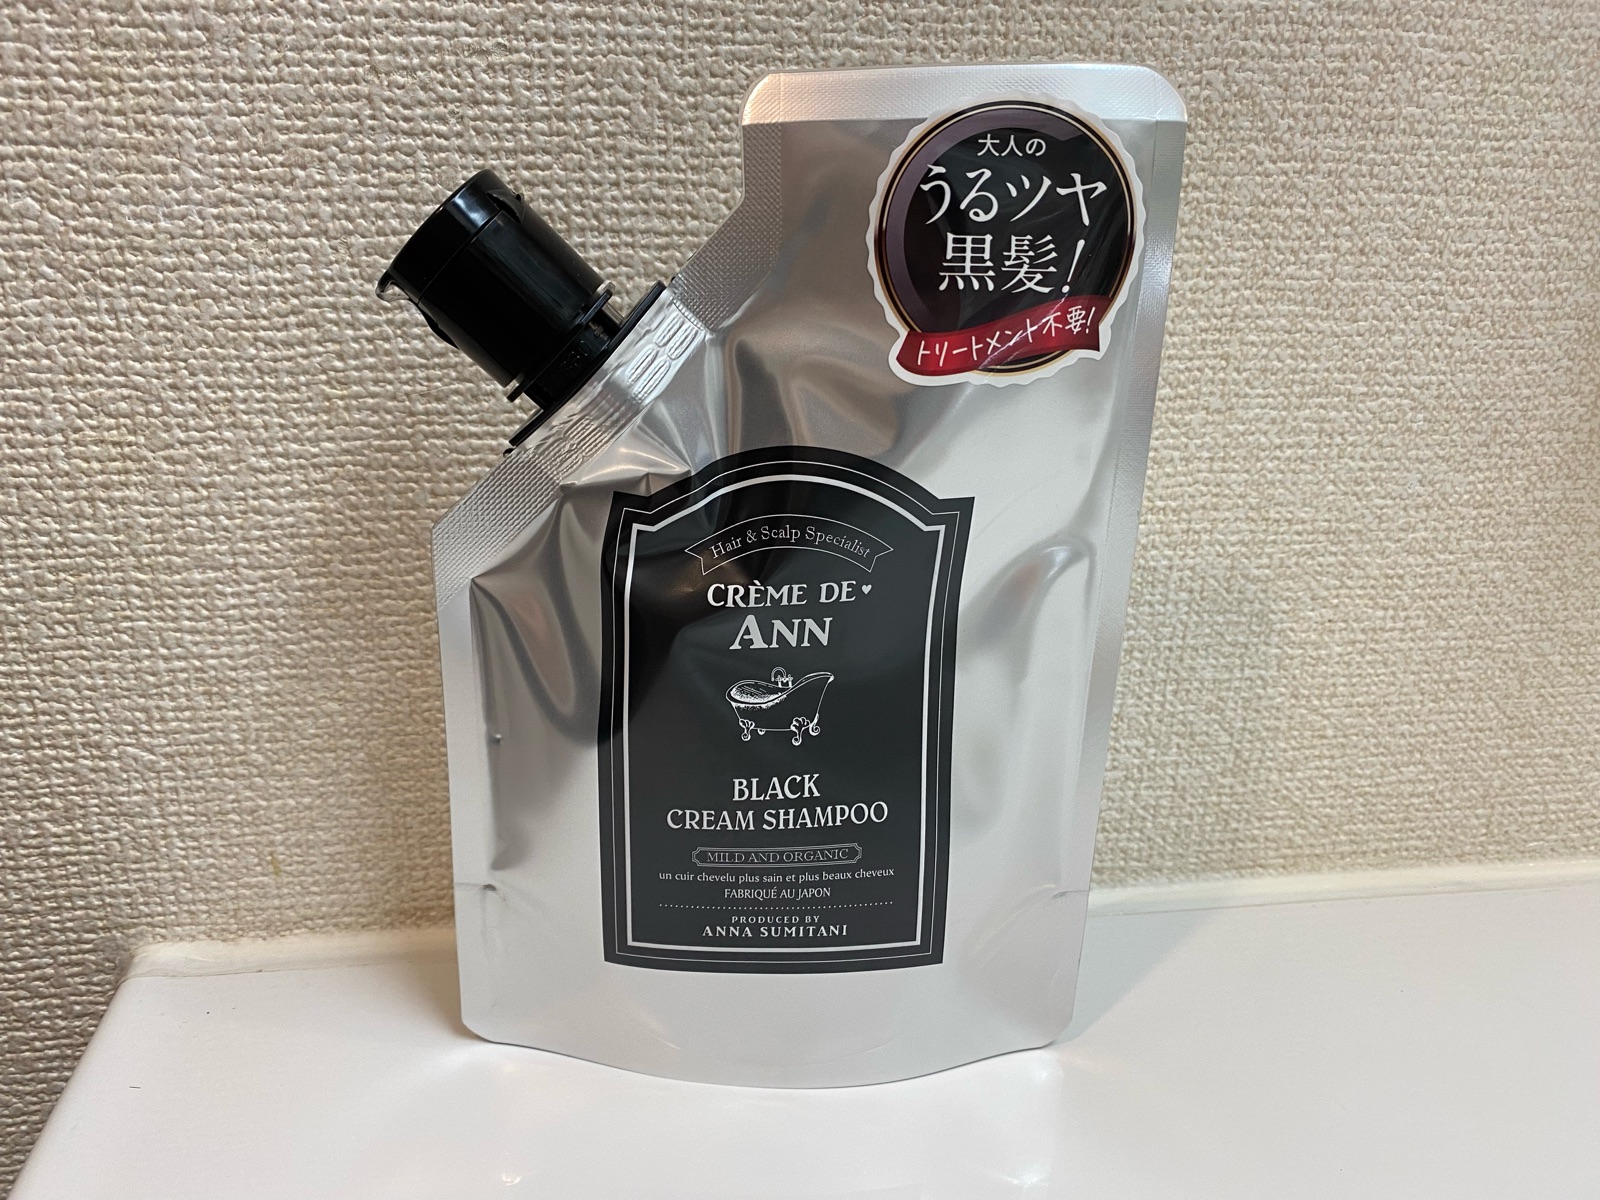 大人の
うるツヤ
黒髪!
トリートメント不要!
Hair & Scalp Specialist
CRÈME DE♥
ANN
BLACK
CREAM SHAMPOO
MILD AND ORGANIC
un cuir chevelu plus sain et plus beaux cheveux
FABRIQUÉ AU JAPON
PRODUCED BY
ANNA SUMITANI